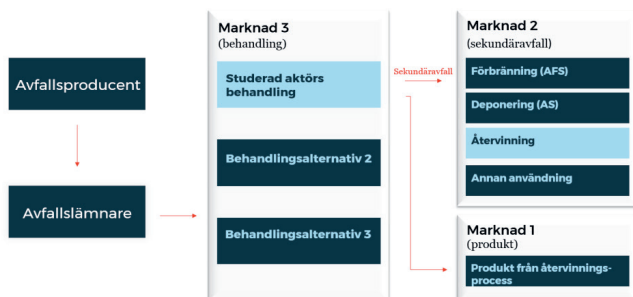 Avfallsproducent
Avfallslämnare
Marknad 3
(behandling)
Studerad aktörs
behandling
Behandlingsalternativ 2
Behandlingsalternativ 3
Sekundäravfall
Marknad 2
(sekundäravfall)
Förbränning (AFS)
Deponering (AS)
Återvinning
Annan användning
Marknad 1
(produkt)
Produkt från återvinnings-
process